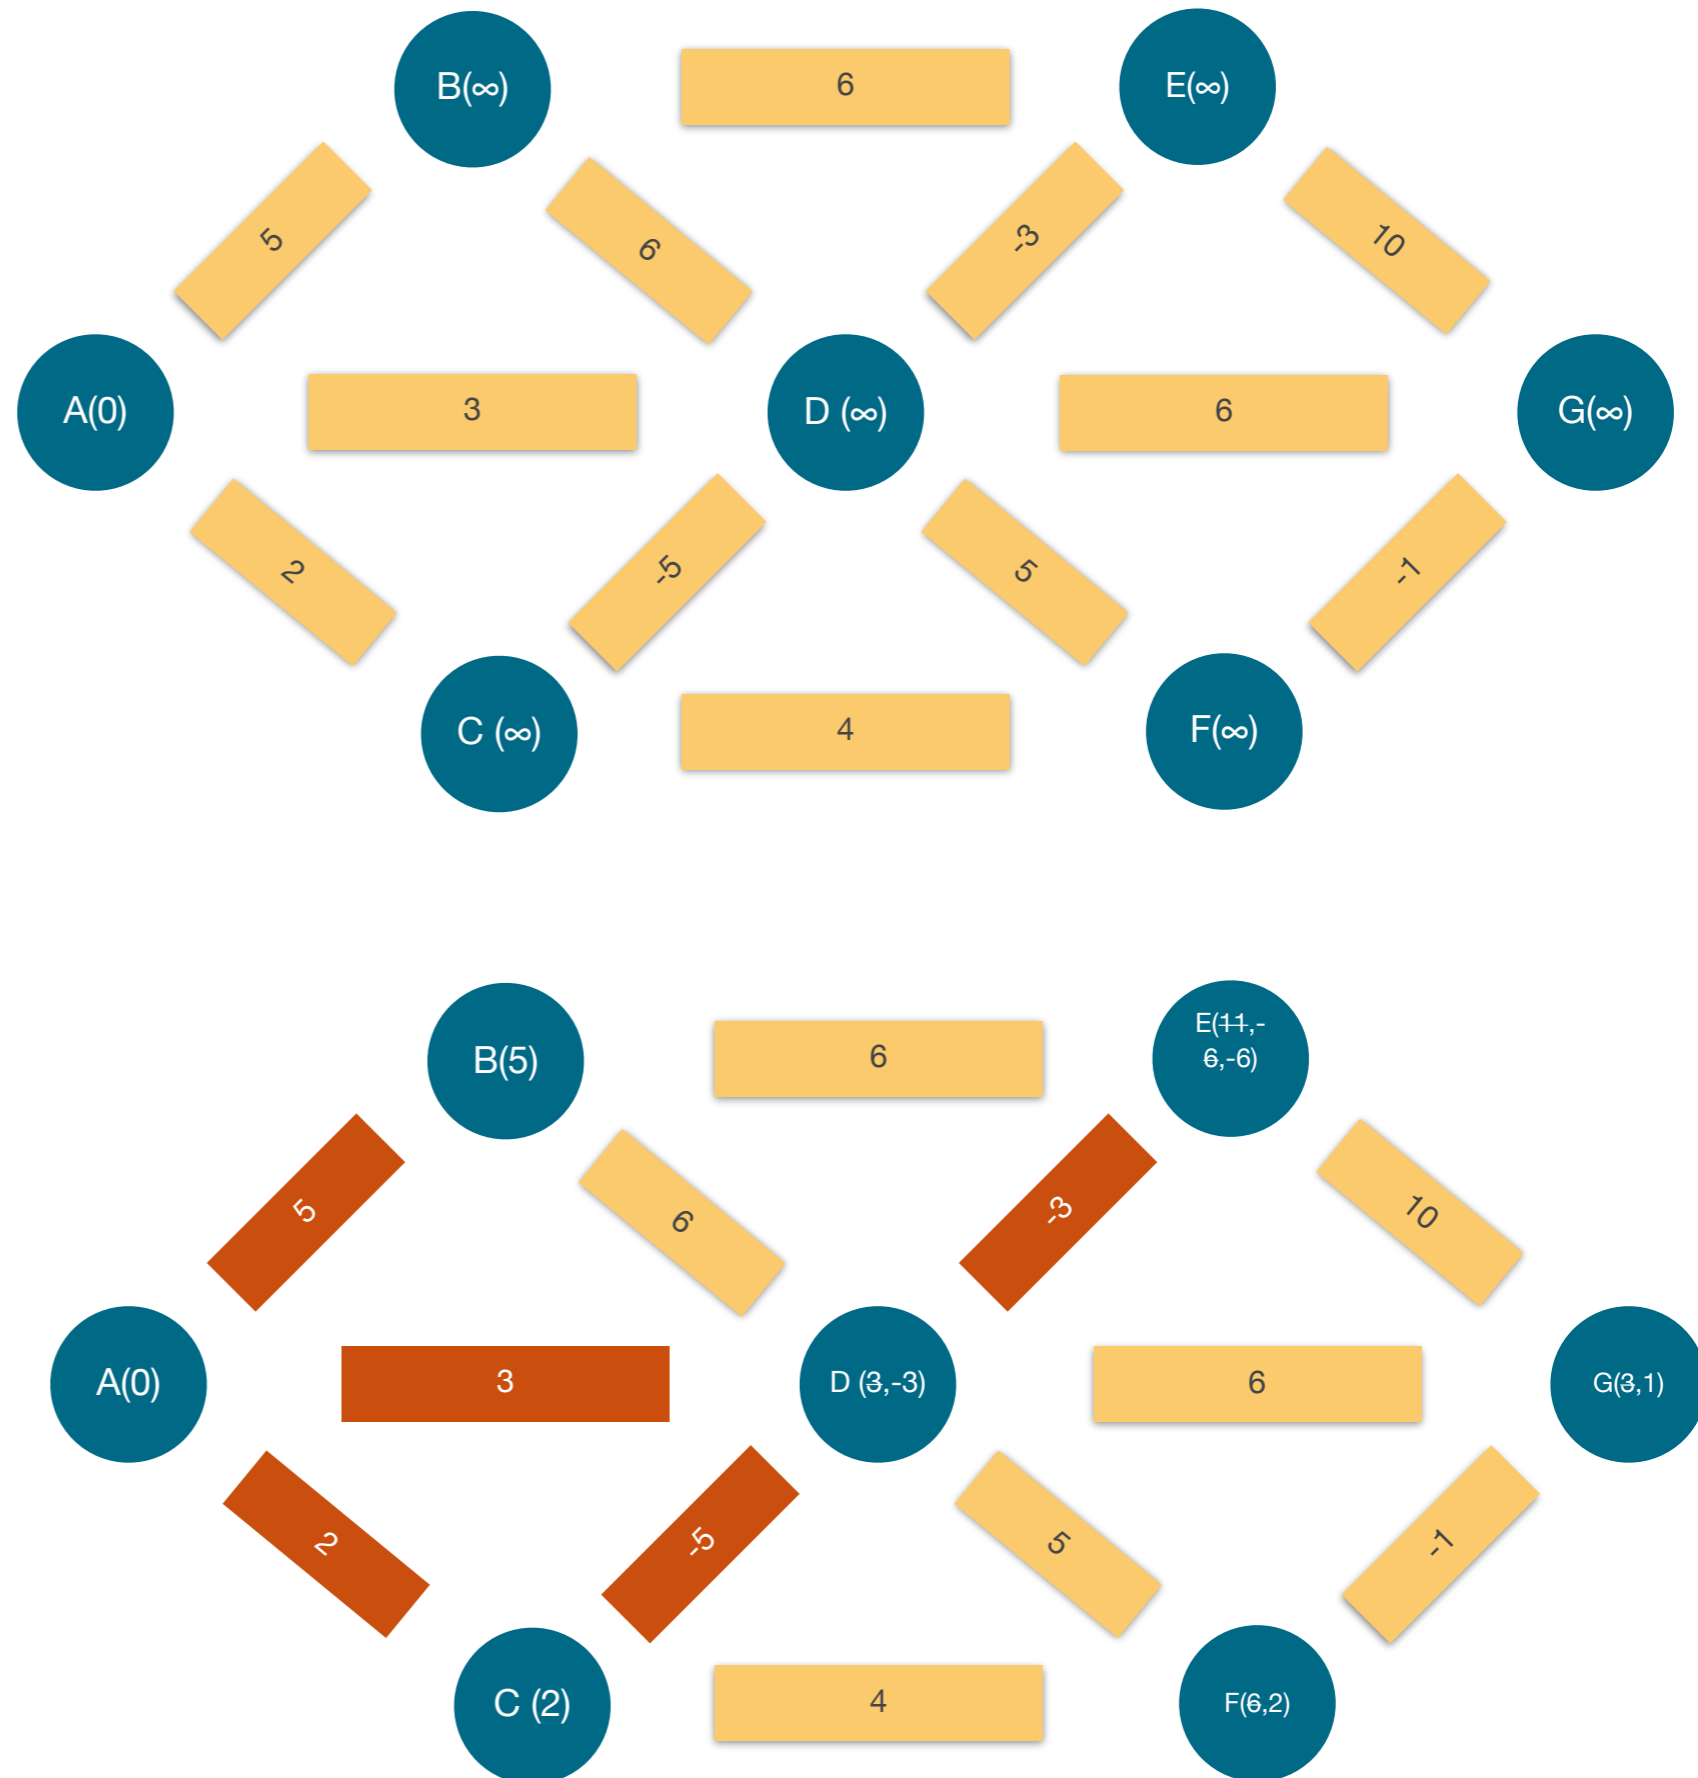 B(∞)
6
E(∞)
5
6
-3
10
A(0)
3
D (∞)
6
G(∞)
2
-5
5
-1
C (∞)
4
F(∞)
B(5)
6
E(11,-
6,-6)
5
6
-3
10
A(0)
3
D (3,-3)
6
G(3,1)
2
-5
5
-1
C (2)
4
F(6,2)